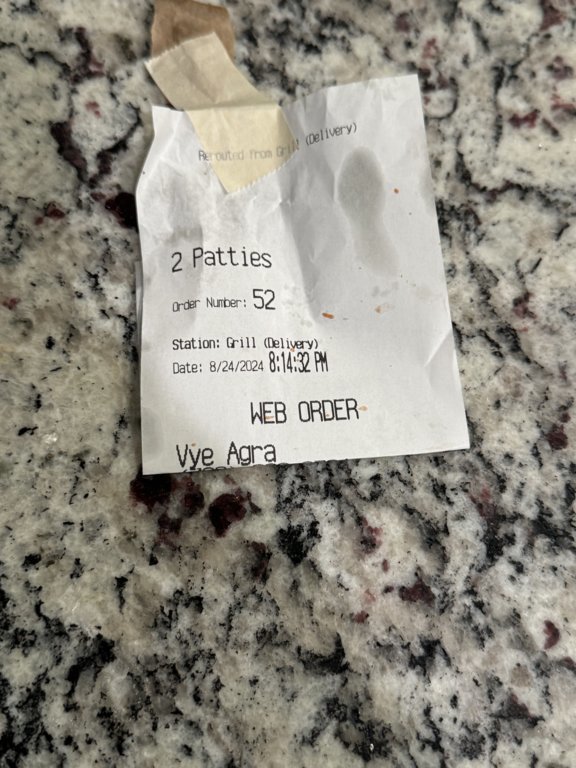 Rerouted from Grill (Delivery)
2 Patties
Order Number: 52
Station: Grill (Delivery)
Date: 8/24/2024 8:14:32 PM
WEB ORDER
Vye Agra